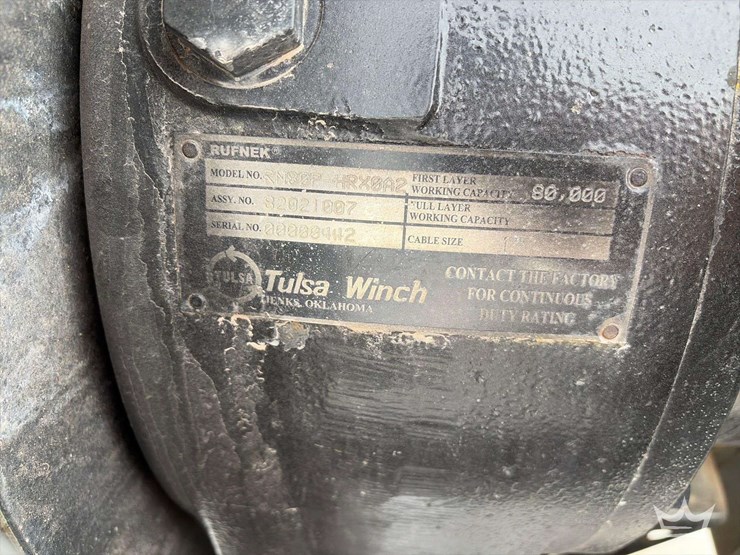 RUFNEK®
MODEL NO.
FIRST LAYER
WORKING CAPACITY 80,000
ASSY. NO. 82021007
FULL LAYER
WORKING CAPACITY
SERIAL NO.
CABLE SIZE 1
TULSA
Tulsa Winch
JENKS, OKLAHOMA
CONTACT THE FACTORY
FOR CONTINUOUS
DUTY RATING